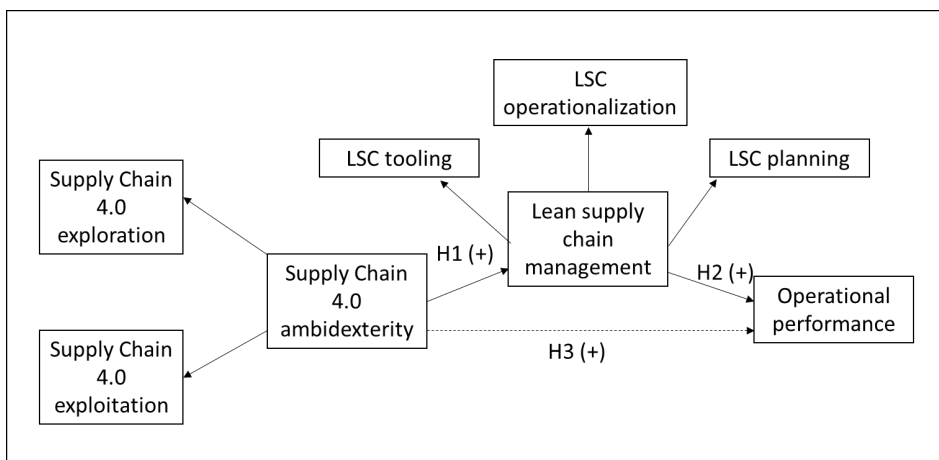 LSC
operationalization
LSC tooling
LSC planning
Supply Chain
4.0
exploration
Lean supply
chain
management
H1 (+)
Supply Chain
4.0
ambidexterity
H2 (+)
Operational
performance
H3 (+)
Supply Chain
4.0
exploitation